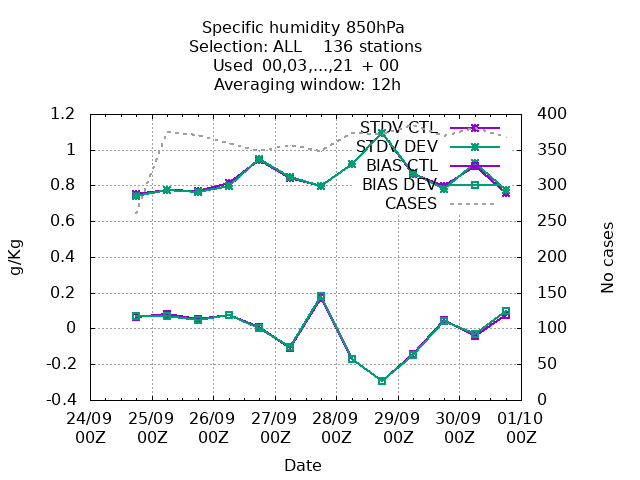 Specific humidity 850hPa
Selection: ALL    136 stations
Used  00,03,...,21  + 00
Averaging window: 12h
STDV CTL
STDV DEV
BIAS CTL
BIAS DEV
CASES
1.2
1
0.8
0.6
0.4
0.2
0
-0.2
-0.4
400
350
300
250
200
150
100
50
0
g/Kg
No cases
24/09 25/09 26/09 27/09 28/09 29/09 30/09 01/10
00Z 00Z 00Z 00Z 00Z 00Z 00Z 00Z
Date